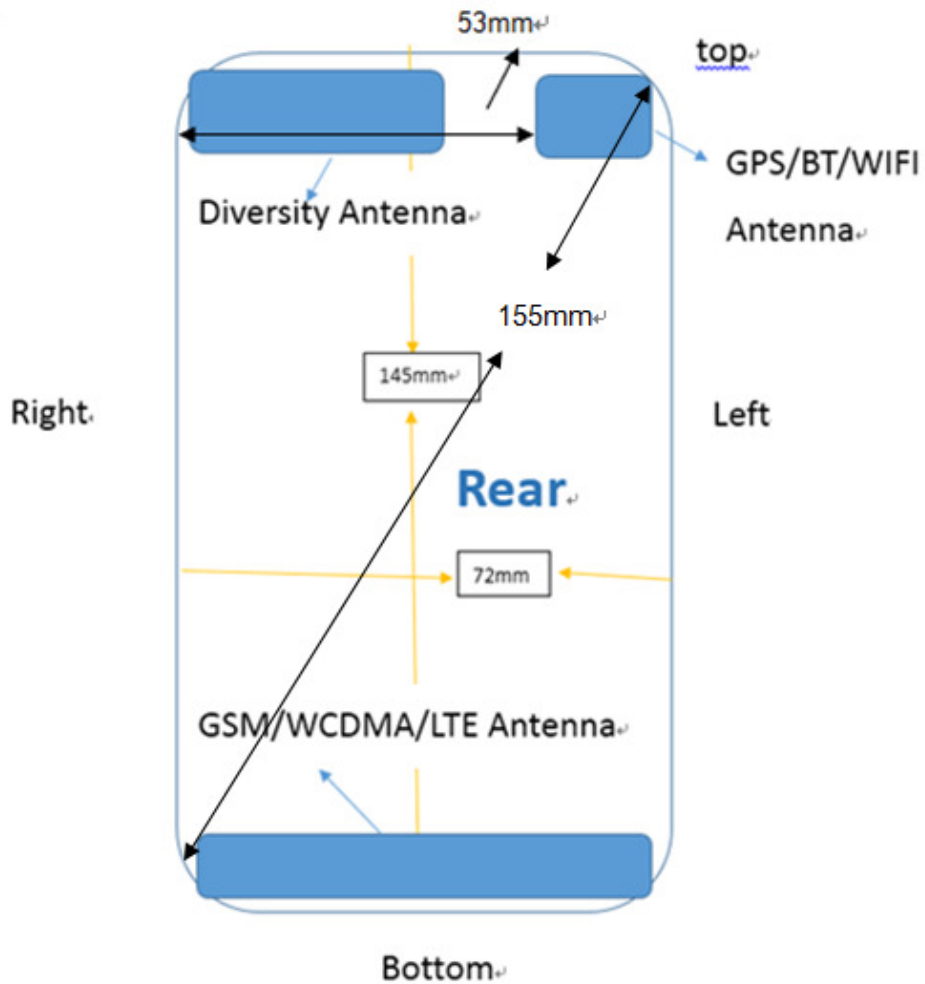 53mm
top
GPS/BT/WIFI
Antenna
Diversity Antenna
155mm
145mm
Right
Left
Rear
72mm
GSM/WCDMA/LTE Antenna
Bottom